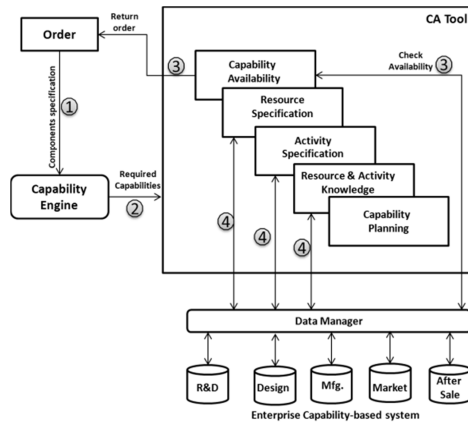 CA Tool
Order
Return
order
Components specification
1
Capability
Engine
Required
Capabilities
2
3
Capability
Availability
Check
Availability
3
Resource
Specification
Activity
Specification
Resource & Activity
Knowledge
Capability
Planning
4
4
4
Data Manager
R&D
Design
Mfg.
Market
After
Sale
Enterprise Capability-based system